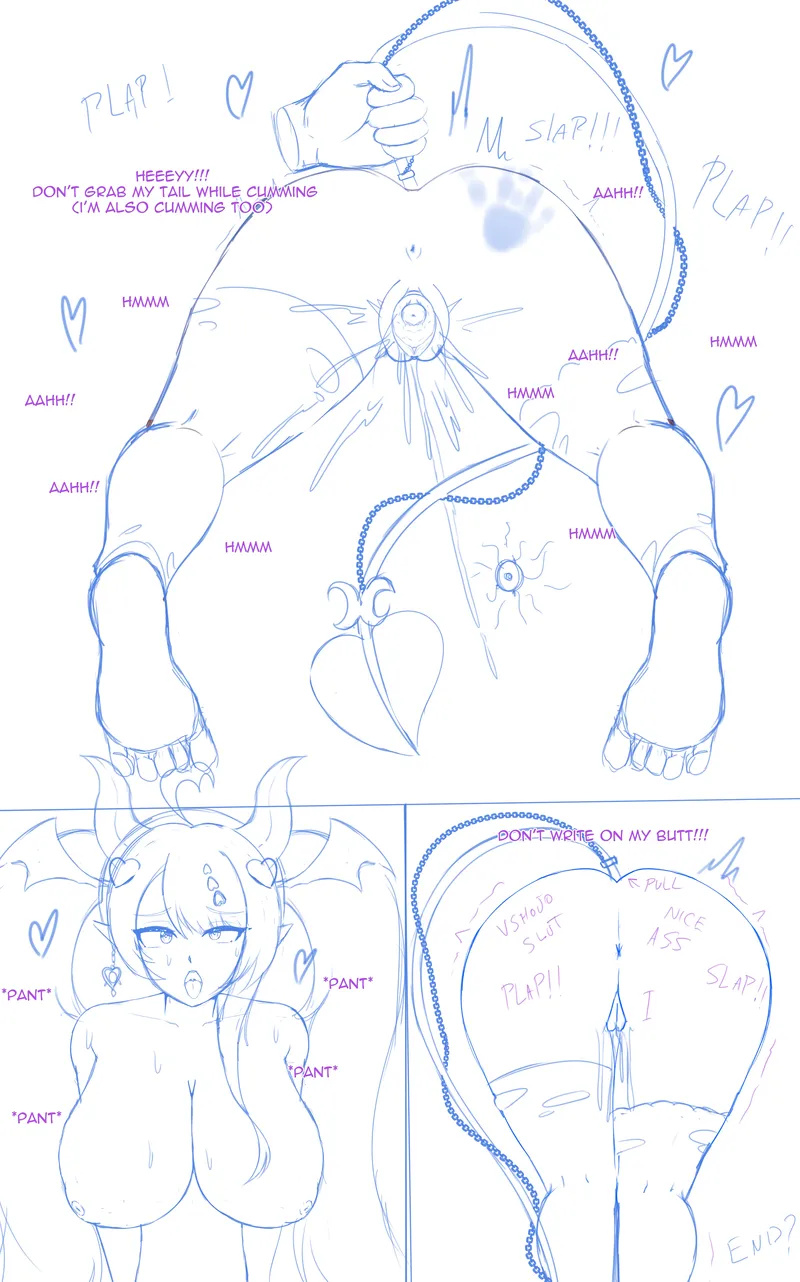 PLAP!
SLAP!!!
HEEEYY!!!
DON'T GRAB MY TAIL WHILE CUMMING
(I'M ALSO CUMMING TOO)
AAHH!!
PLAP!!
HMMM
HMMM
AAHH!!
HMMM
AAHH!!
AAHH!!
HMMM
HMMM
*PANT*
*PANT*
*PANT*
*PANT*
DON'T WRITE ON MY BUTT!!!
PULL
VSHOJO
SLUT
NICE
ASS
PLAP!!
SLAP!!
I
END?